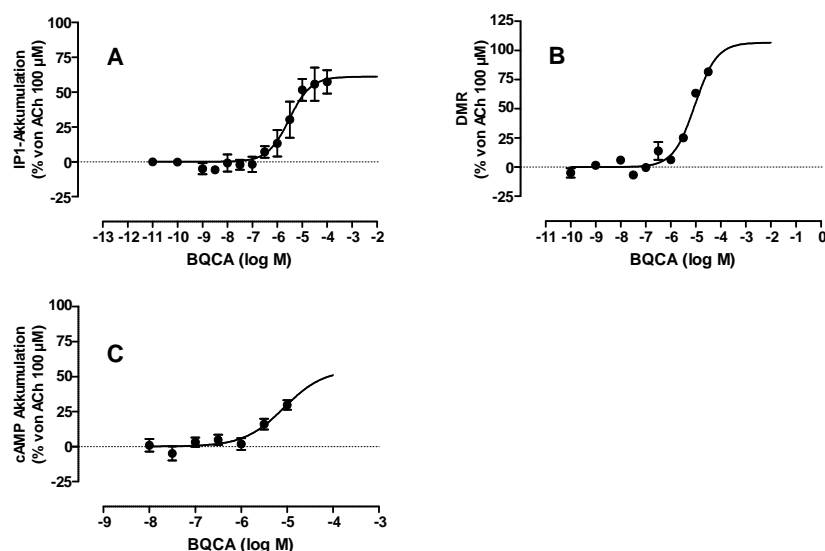 A
IP1-Akkumulation
(% von ACh 100 µM)
100
75
50
25
0
-25
-13 -12 -11 -10 -9 -8 -7 -6 -5 -4 -3 -2
BQCA (log M)
B
DMR
(% von ACh 100 µM)
125
100
75
50
25
0
-25
-11 -10 -9 -8 -7 -6 -5 -4 -3 -2 -1 0
BQCA (log M)
C
cAMP Akkumulation
(% von ACh 100 µM)
100
75
50
25
0
-25
-9 -8 -7 -6 -5 -4 -3
BQCA (log M)